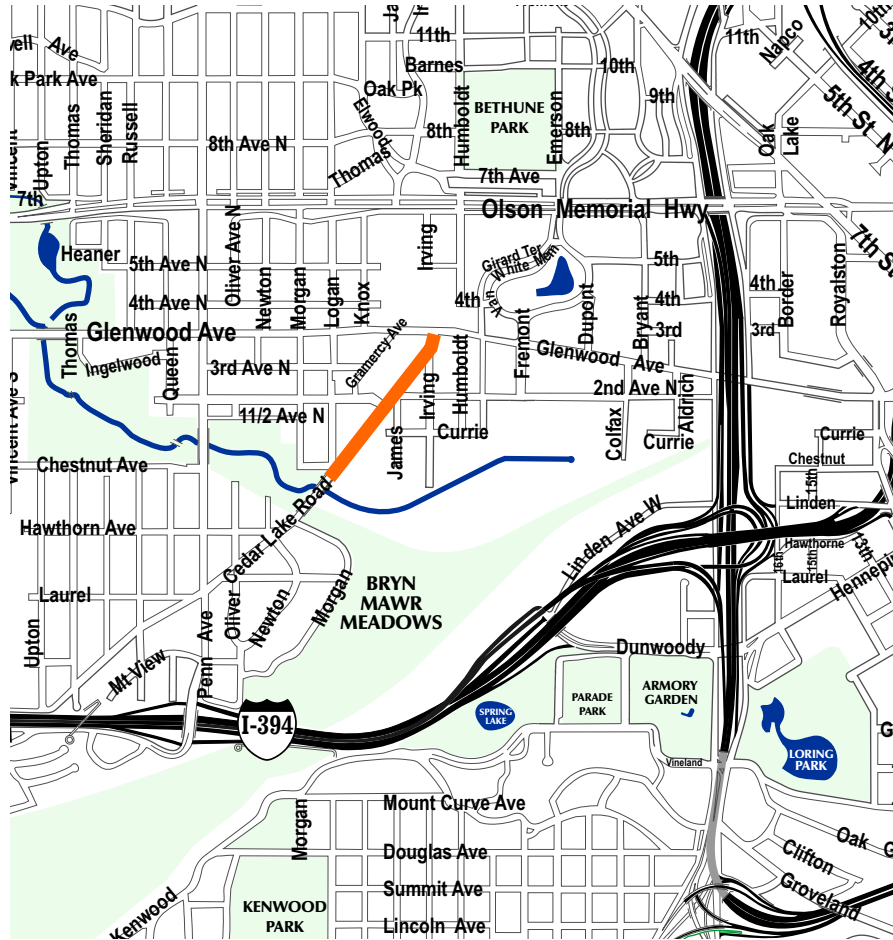 10th
11th
11th
Napco
Ave
k Park Ave
Barnes
10th
4th S
Oak Pk
9th
5th St N
Thomas
Sheridan
Russell
Elwood
BETHUNE
PARK
8th Ave N
8th
Humboldt
Emerson
8th
Oak
Lake
Upton
Thomas
7th Ave
7th
Olson Memorial Hwy
7th St
Heaner
Oliver Ave N
Irving
Girard Ter
White Mem
5th Ave N
5th
Newton
Morgan
Logan
Knox
4th
Border
Royalston
4th Ave N
4th
Van
4th
Glenwood Ave
Fremont
Dupont
Bryant
3rd
3rd
Thomas
Ingelwood
Queen
3rd Ave N
Gramercy Ave
Glenwood Ave
Irving
Humboldt
2nd Ave N
Aldrich
11/2 Ave N
James
Currie
Colfax
Currie
Currie
Vincent Ave S
Chestnut Ave
Chestnut
15th
Linden
Hawthorn Ave
Cedar Lake Road
Linden Ave W
Hawthorne
13th
16th
15th
Laurel
Hennepin
Laurel
Oliver
Newton
Morgan
BRYN
MAWR
MEADOWS
Upton
Mt View
Penn Ave
Dunwoody
PARADE
PARK
ARMORY
GARDEN
I-394
SPRING
LAKE
LORING
PARK
Vineland
Morgan
Mount Curve Ave
Oak
Douglas Ave
Clifton
Groveland
Summit Ave
Kenwood
KENWOOD
PARK
Lincoln Ave